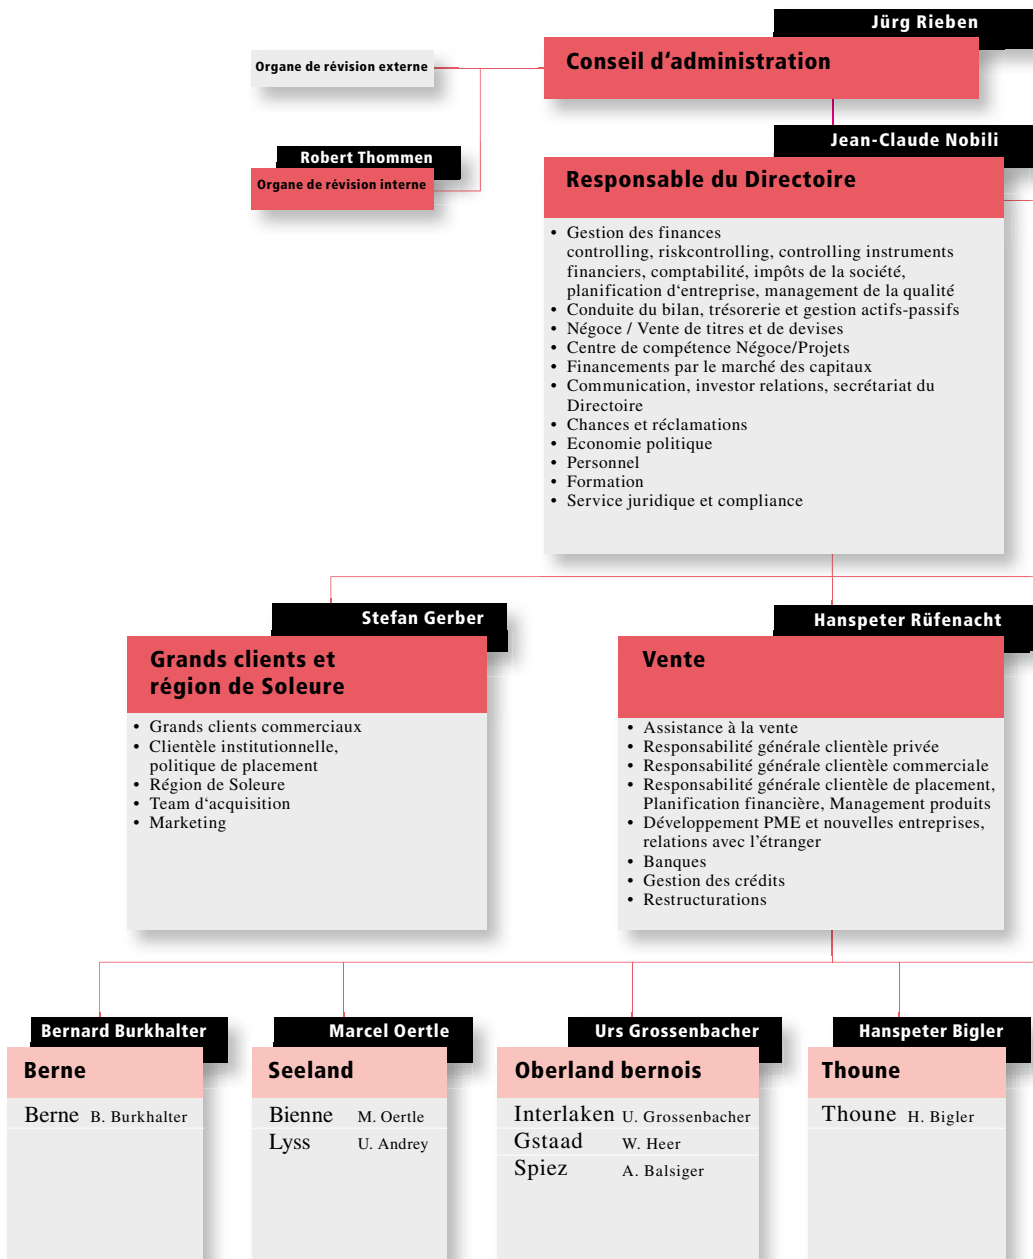 Jürg Rieben
Conseil d‘administration
Organe de révision externe
Robert Thommen
Organe de révision interne
Jean-Claude Nobili
Responsable du Directoire
• Gestion des finances
controlling, riskcontrolling, controlling instruments
financiers, comptabilité, impôts de la société,
planification d‘entreprise, management de la qualité
• Conduite du bilan, trésorerie et gestion actifs-passifs
• Négoce / Vente de titres et de devises
• Centre de compétence Négoce/Projets
• Financements par le marché des capitaux
• Communication, investor relations, secrétariat du
Directoire
• Chances et réclamations
• Economie politique
• Personnel
• Formation
• Service juridique et compliance
Stefan Gerber
Grands clients et
région de Soleure
• Grands clients commerciaux
• Clientèle institutionnelle,
politique de placement
• Région de Soleure
• Team d‘acquisition
• Marketing
Hanspeter Rüfenacht
Vente
• Assistance à la vente
• Responsabilité générale clientèle privée
• Responsabilité générale clientèle commerciale
• Responsabilité générale clientèle de placement,
Planification financière, Management produits
• Développement PME et nouvelles entreprises,
relations avec l’étranger
• Banques
• Gestion des crédits
• Restructurations
Bernard Burkhalter
Berne
Berne B. Burkhalter
Marcel Oertle
Seeland
Bienne M. Oertle
Lyss U. Andrey
Urs Grossenbacher
Oberland bernois
Interlaken U. Grossenbacher
Gstaad W. Heer
Spiez A. Balsiger
Hanspeter Bigler
Thoune
Thoune H. Bigler